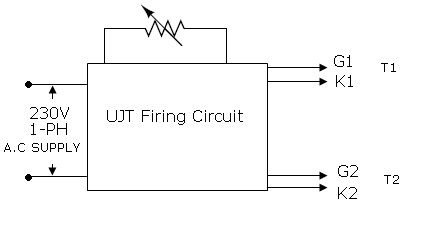 G1
T1
K1
230V
1-PH
A.C SUPPLY
UJT Firing Circuit
G2
T2
K2